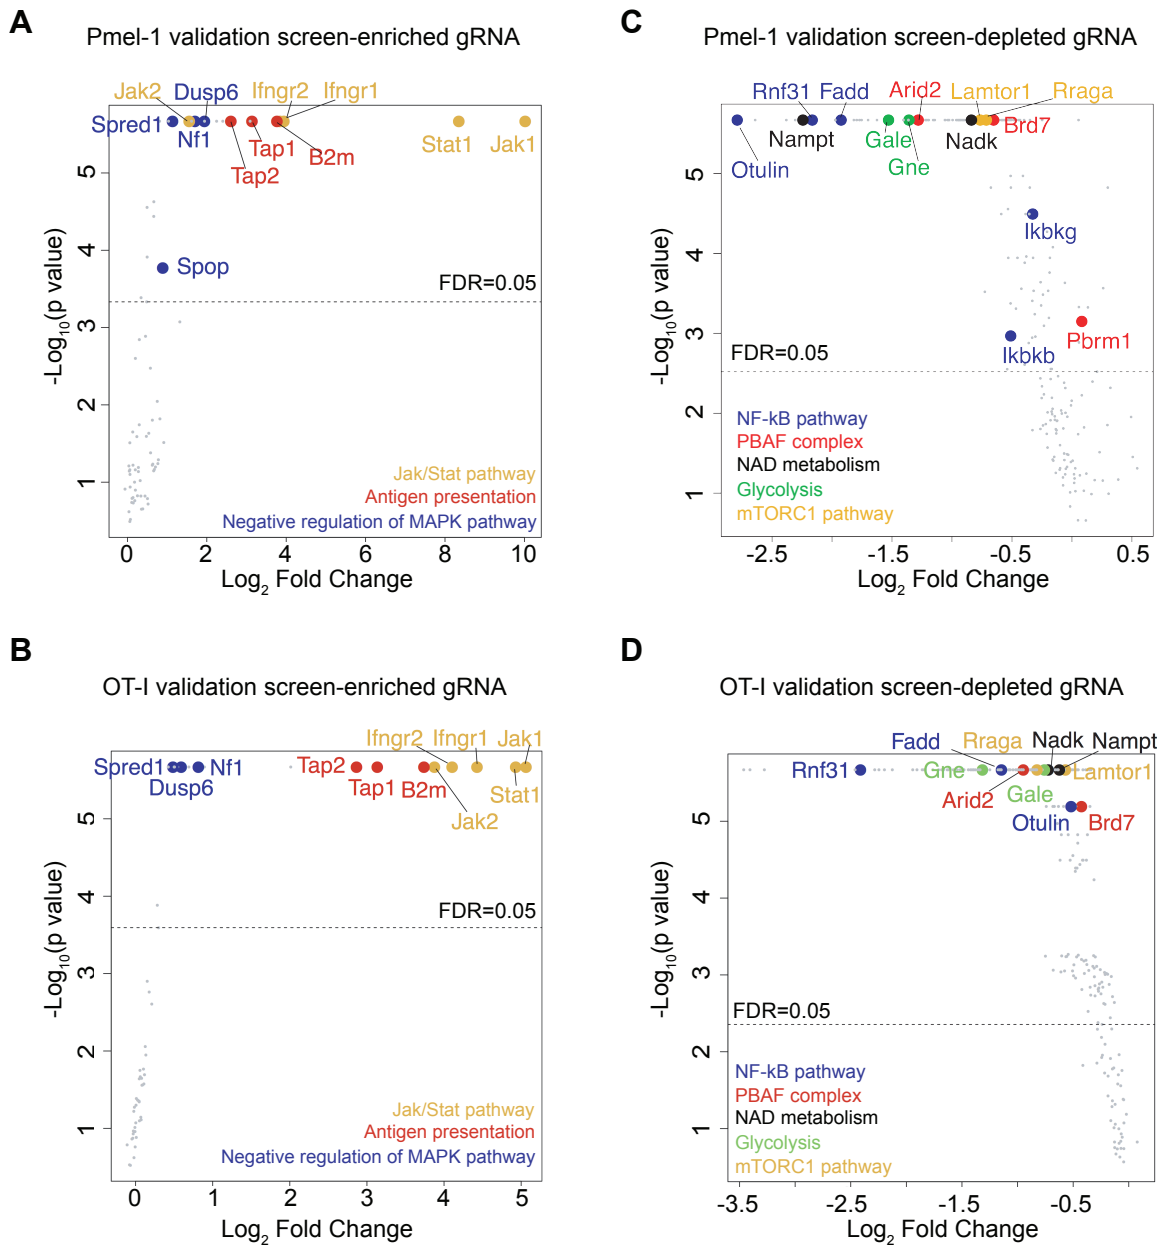 A
Pmel-1 validation screen-enriched gRNA
Jak2
Dusp6
Ifngr2
Ifngr1
Spred1
Nf1
Tap1
B2m
Tap2
Stat1
Jak1
Spop
FDR=0.05
Jak/Stat pathway
Antigen presentation
Negative regulation of MAPK pathway
-Log10(p value)
5
4
3
2
1
0
2
4
6
8
10
Log2 Fold Change
C
Pmel-1 validation screen-depleted gRNA
Rnf31
Fadd
Arid2
Lamtor1
Rraga
Nampt
Gale
Nadk
Brd7
Otulin
Gne
Ikbkg
Pbrm1
Ikbkb
FDR=0.05
NF-kB pathway
PBAF complex
NAD metabolism
Glycolysis
mTORC1 pathway
-Log10(p value)
5
4
3
2
1
-2.5
-1.5
-0.5
0.5
Log2 Fold Change
B
OT-I validation screen-enriched gRNA
Ifngr2
Ifngr1
Jak1
Spred1
Nf1
Tap2
Dusp6
Tap1
B2m
Stat1
Jak2
FDR=0.05
Jak/Stat pathway
Antigen presentation
Negative regulation of MAPK pathway
-Log10(p value)
5
4
3
2
1
0
1
2
3
4
5
Log2 Fold Change
D
OT-I validation screen-depleted gRNA
Fadd
Rraga
Nadk
Nampt
Rnf31
Gne
Lamtor1
Arid2
Gale
Otulin
Brd7
FDR=0.05
NF-kB pathway
PBAF complex
NAD metabolism
Glycolysis
mTORC1 pathway
-Log10(p value)
5
4
3
2
1
-3.5
-2.5
-1.5
-0.5
Log2 Fold Change